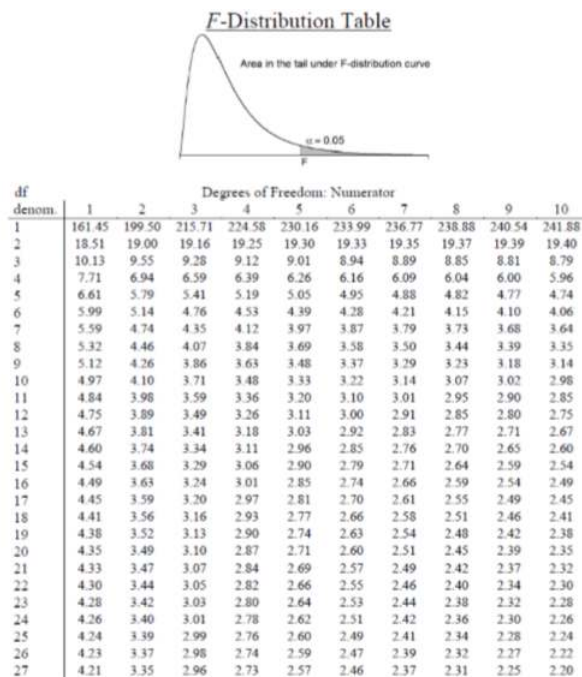 F-Distribution Table
Area in the tail under F-distribution curve
α = 0.05
F
df Degrees of Freedom: Numerator
denom. 1 2 3 4 5 6 7 8 9 10
1 161.45 199.50 215.71 224.58 230.16 233.99 236.77 238.88 240.54 241.88
2 18.51 19.00 19.16 19.25 19.30 19.33 19.35 19.37 19.39 19.40
3 10.13 9.55 9.28 9.12 9.01 8.94 8.89 8.85 8.81 8.79
4 7.71 6.94 6.59 6.39 6.26 6.16 6.09 6.04 6.00 5.96
5 6.61 5.79 5.41 5.19 5.05 4.95 4.88 4.82 4.77 4.74
6 5.99 5.14 4.76 4.53 4.39 4.28 4.21 4.15 4.10 4.06
7 5.59 4.74 4.35 4.12 3.97 3.87 3.79 3.73 3.68 3.64
8 5.32 4.46 4.07 3.84 3.69 3.58 3.50 3.44 3.39 3.35
9 5.12 4.26 3.86 3.63 3.48 3.37 3.29 3.23 3.18 3.14
10 4.97 4.10 3.71 3.48 3.33 3.22 3.14 3.07 3.02 2.98
11 4.84 3.98 3.59 3.36 3.20 3.10 3.01 2.95 2.90 2.85
12 4.75 3.89 3.49 3.26 3.11 3.00 2.91 2.85 2.80 2.75
13 4.67 3.81 3.41 3.18 3.03 2.92 2.83 2.77 2.71 2.67
14 4.60 3.74 3.34 3.11 2.96 2.85 2.76 2.70 2.65 2.60
15 4.54 3.68 3.29 3.06 2.90 2.79 2.71 2.64 2.59 2.54
16 4.49 3.63 3.24 3.01 2.85 2.74 2.66 2.59 2.54 2.49
17 4.45 3.59 3.20 2.97 2.81 2.70 2.61 2.55 2.49 2.45
18 4.41 3.56 3.16 2.93 2.77 2.66 2.58 2.51 2.46 2.41
19 4.38 3.52 3.13 2.90 2.74 2.63 2.54 2.48 2.42 2.38
20 4.35 3.49 3.10 2.87 2.71 2.60 2.51 2.45 2.39 2.35
21 4.33 3.47 3.07 2.84 2.69 2.57 2.49 2.42 2.37 2.32
22 4.30 3.44 3.05 2.82 2.66 2.55 2.46 2.40 2.34 2.30
23 4.28 3.42 3.03 2.80 2.64 2.53 2.44 2.38 2.32 2.28
24 4.26 3.40 3.01 2.78 2.62 2.51 2.42 2.36 2.30 2.26
25 4.24 3.39 2.99 2.76 2.60 2.49 2.41 2.34 2.28 2.24
26 4.23 3.37 2.98 2.74 2.59 2.47 2.39 2.32 2.27 2.22
27 4.21 3.35 2.96 2.73 2.57 2.46 2.37 2.31 2.25 2.20